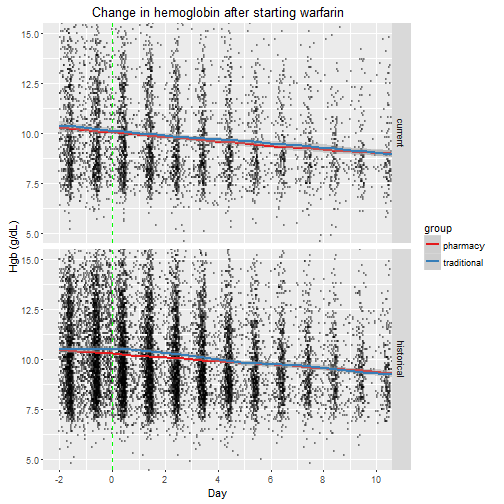 Change in hemoglobin after starting warfarin
Hgb (g/dL)
15.0
12.5
10.0
7.5
5.0
current
15.0
12.5
10.0
7.5
5.0
historical
-2
0
2
4
6
8
10
Day
group
pharmacy
traditional